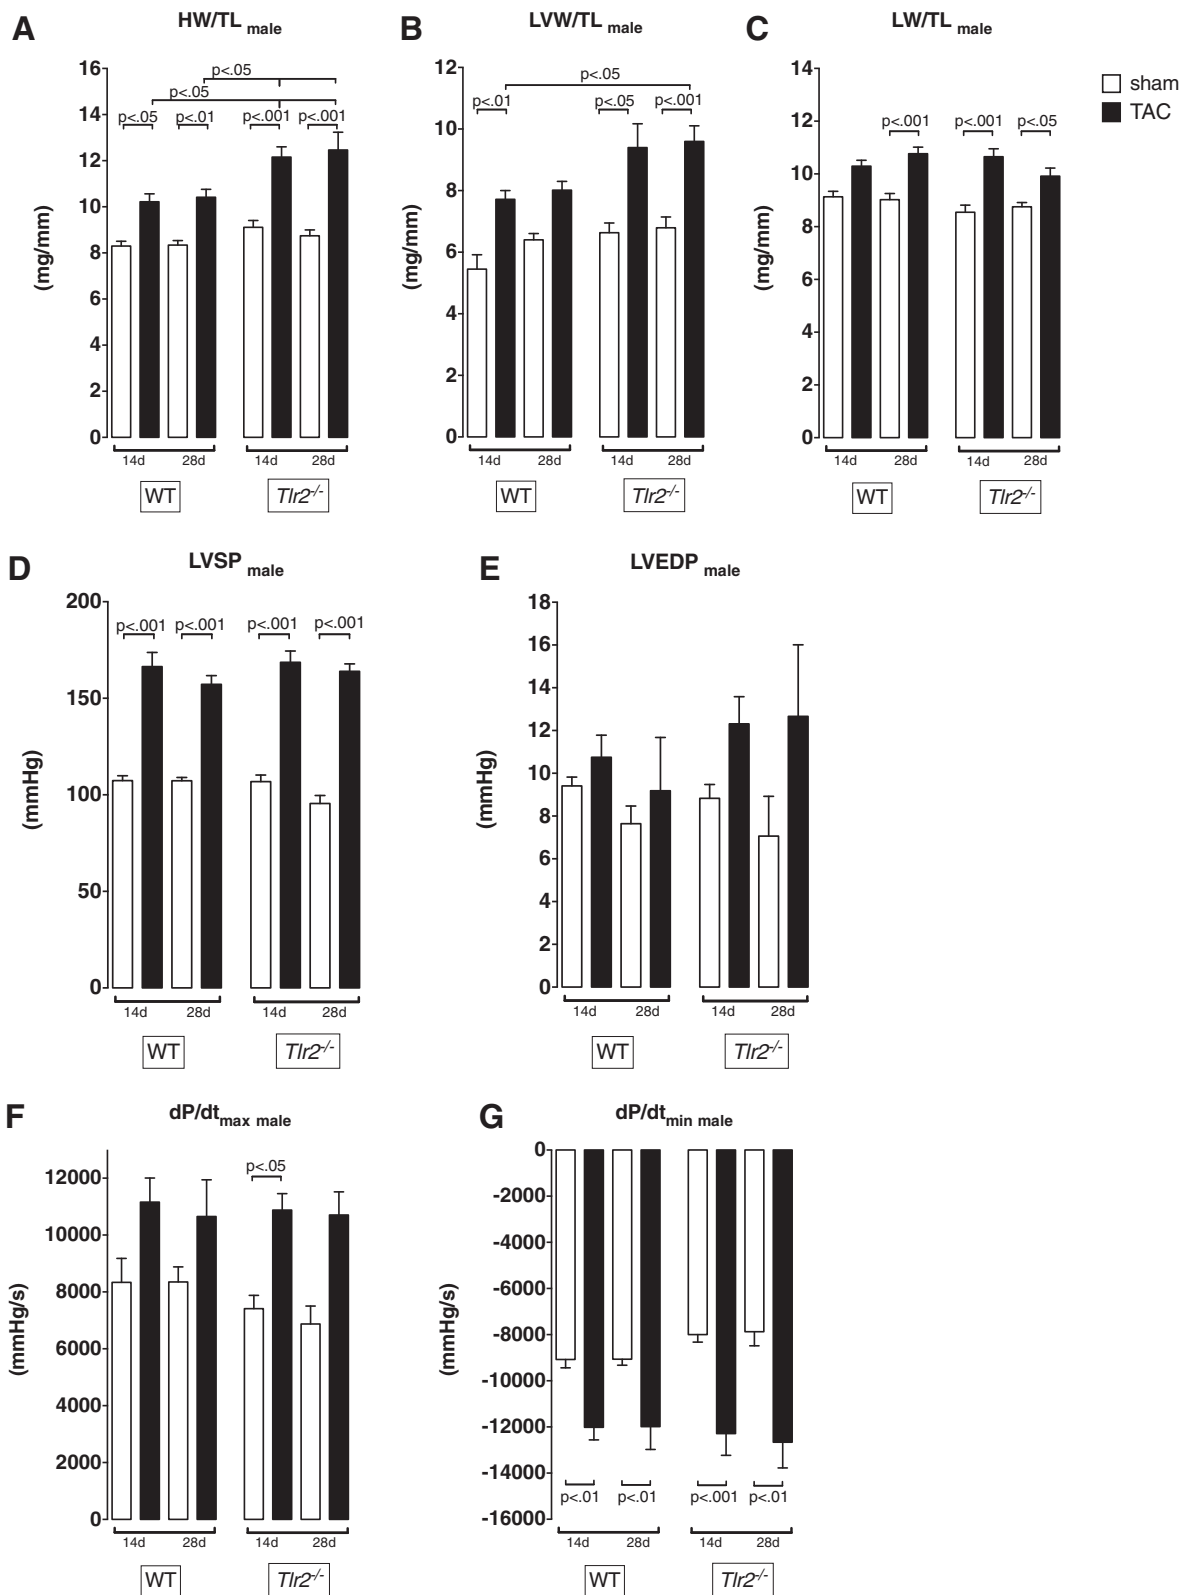 A
HW/TL male
B
LVW/TL male
C
LW/TL male
sham
TAC
(mg/mm)
16
14
12
10
8
6
4
2
0
p<.05
p<.05
p<.05
p<.01
p<.001
p<.001
14d
28d
14d
28d
WT
Tlr2-/-
(mg/mm)
12
10
8
6
4
2
0
p<.05
p<.01
p<.05
p<.001
14d
28d
14d
28d
WT
Tlr2-/-
(mg/mm)
14
12
10
8
6
4
2
0
p<.001
p<.001
p<.05
14d
28d
14d
28d
WT
Tlr2-/-
D
LVSP male
(mmHg)
200
150
100
50
0
p<.001
p<.001
p<.001
p<.001
14d
28d
14d
28d
WT
Tlr2-/-
E
LVEDP male
(mmHg)
18
16
14
12
10
8
6
4
2
0
14d
28d
14d
28d
WT
Tlr2-/-
F
dP/dtmax male
(mmHg/s)
12000
10000
8000
6000
4000
2000
0
p<.05
14d
28d
14d
28d
WT
Tlr2-/-
G
dP/dtmin male
(mmHg/s)
0
-2000
-4000
-6000
-8000
-10000
-12000
-14000
-16000
p<.01
p<.01
p<.001
p<.01
14d
28d
14d
28d
WT
Tlr2-/-